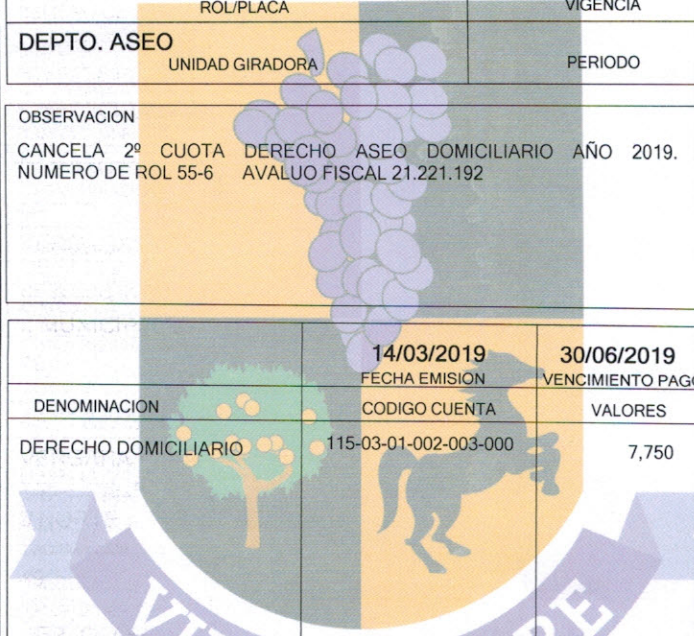 ROL/PLACA VIGENCIA
DEPTO. ASEO
UNIDAD GIRADORA PERIODO
OBSERVACION
CANCELA 2º CUOTA DERECHO ASEO DOMICILIARIO AÑO 2019.
NUMERO DE ROL 55-6 AVALUO FISCAL 21.221.192
14/03/2019 30/06/2019
FECHA EMISION VENCIMIENTO PAGO
DENOMINACION CODIGO CUENTA VALORES
DERECHO DOMICILIARIO 115-03-01-002-003-000 7,750